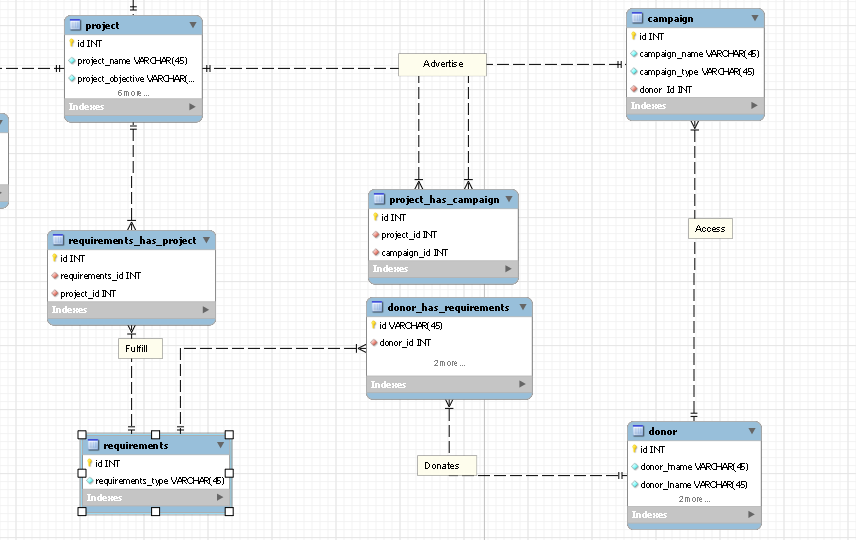 project
id INT
project_name VARCHAR(45)
project_objective VARCHAR(...
6 more...
Indexes
Advertise
campaign
id INT
campaign_name VARCHAR(45)
campaign_type VARCHAR(45)
donor_Id INT
Indexes
project_has_campaign
id INT
project_id INT
campaign_id INT
Indexes
requirements_has_project
id INT
requirements_id INT
project_id INT
Indexes
Access
donor_has_requirements
id VARCHAR(45)
donor_id INT
2 more...
Indexes
Fulfill
requirements
id INT
requirements_type VARCHAR(45)
Indexes
Donates
donor
id INT
donor_fname VARCHAR(45)
donor_lname VARCHAR(45)
2 more...
Indexes